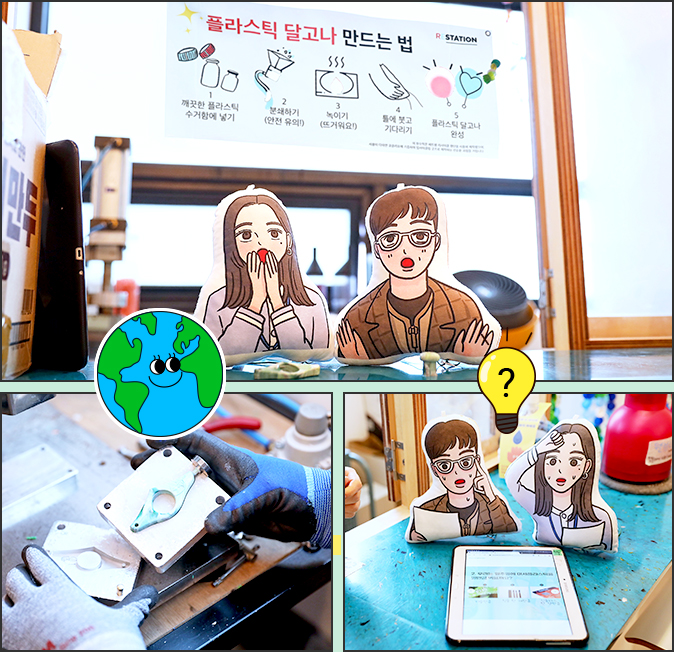 플라스틱 달고나 만드는 법
R STATION
1
깨끗한 플라스틱
수거함에 넣기
2
분쇄하기
(안전 유의!)
3
녹이기
(뜨거워요!)
4
틀에 붓고
기다리기
5
플라스틱 달고나
완성
만두
?